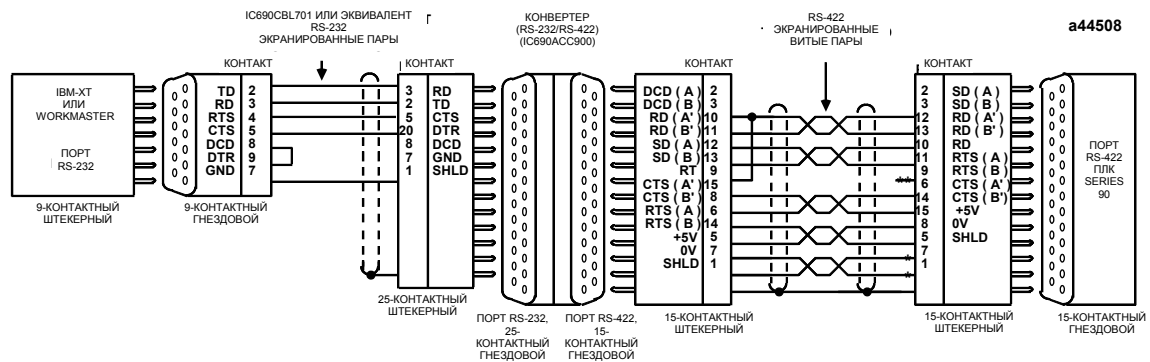 IC690CBL701 ИЛИ ЭКВИВАЛЕНТ
RS-232
ЭКРАНИРОВАННЫЕ ПАРЫ
КОНВЕРТЕР
(RS-232/RS-422)
(IC690ACC900)
RS-422
ЭКРАНИРОВАННЫЕ
ВИТЫЕ ПАРЫ
a44508
IBM-XT
ИЛИ
WORKMASTER
ПОРТ
RS-232
9-КОНТАКТНЫЙ
ШТЕКЕРНЫЙ
КОНТАКТ
TD 2
RD 3
RTS 4
CTS 5
DCD 8
DTR 9
GND 7
9-КОНТАКТНЫЙ
ГНЕЗДОВОЙ
КОНТАКТ
3 RD
2 TD
5 CTS
20 DTR
8 DCD
7 GND
1 SHLD
25-КОНТАКТНЫЙ
ШТЕКЕРНЫЙ
ПОРТ RS-232,
25-
КОНТАКТНЫЙ
ГНЕЗДОВОЙ
ПОРТ RS-422,
15-
КОНТАКТНЫЙ
ГНЕЗДОВОЙ
КОНТАКТ
DCD ( A ) 2
DCD ( B ) 3
RD ( A' ) 10
RD ( B' ) 11
SD ( A ) 12
SD ( B ) 13
RT 9
CTS ( A' ) 15
CTS ( B' ) 8
RTS ( A ) 6
RTS ( B ) 14
+5V 5
0V 7
SHLD 1
15-КОНТАКТНЫЙ
ШТЕКЕРНЫЙ
КОНТАКТ
2 SD ( A )
3 SD ( B )
12 RD ( A' )
13 RD ( B' )
10 RD
11 RTS ( A )
9 RTS ( B )
** 6 CTS ( A' )
14 CTS ( B' )
15 +5V
8 0V
5 SHLD
7
* 1
*
15-КОНТАКТНЫЙ
ШТЕКЕРНЫЙ
ПОРТ
RS-422
ПЛК
SERIES
90
15-КОНТАКТНЫЙ
ГНЕЗДОВОЙ